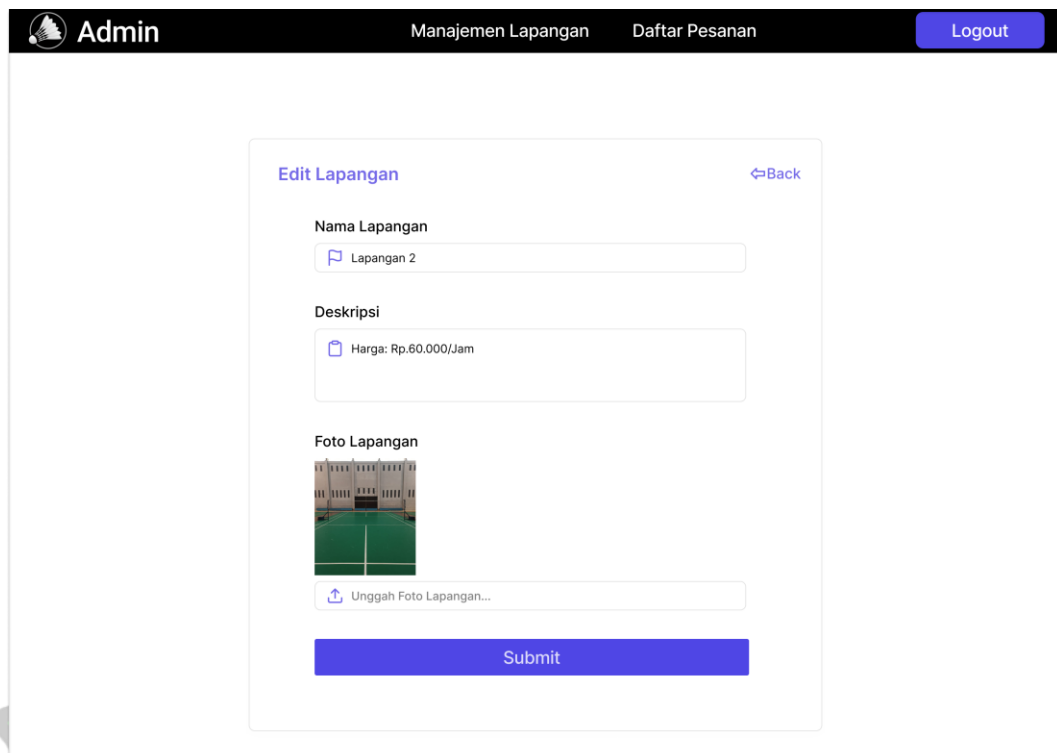 Admin
Manajemen Lapangan
Daftar Pesanan
Logout
Edit Lapangan
Back
Nama Lapangan
Lapangan 2
Deskripsi
Harga: Rp.60.000/Jam
Foto Lapangan
Unggah Foto Lapangan...
Submit